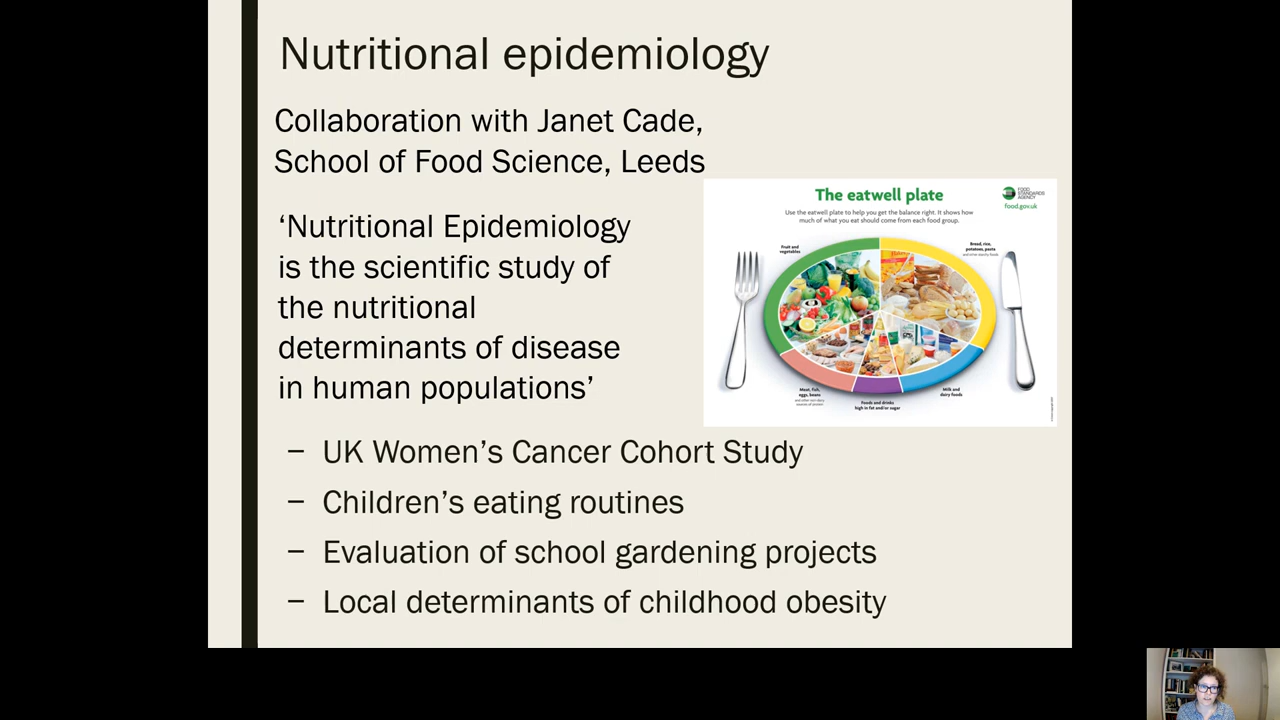 Nutritional epidemiology
Collaboration with Janet Cade,
School of Food Science, Leeds
‘Nutritional Epidemiology
is the scientific study of
the nutritional
determinants of disease
in human populations’
The eatwell plate
FOOD
STANDARDS
AGENCY
food.gov.uk
Use the eatwell plate to help you get the balance right. It shows how
much of what you eat should come from each food group.
Fruit and
vegetables
Bread, rice,
potatoes, pasta
and other starchy foods
Meat, fish,
eggs, beans
and other non-dairy
sources of protein
Foods and drinks
high in fat and/or sugar
Milk and
dairy foods
– UK Women’s Cancer Cohort Study
– Children’s eating routines
– Evaluation of school gardening projects
– Local determinants of childhood obesity